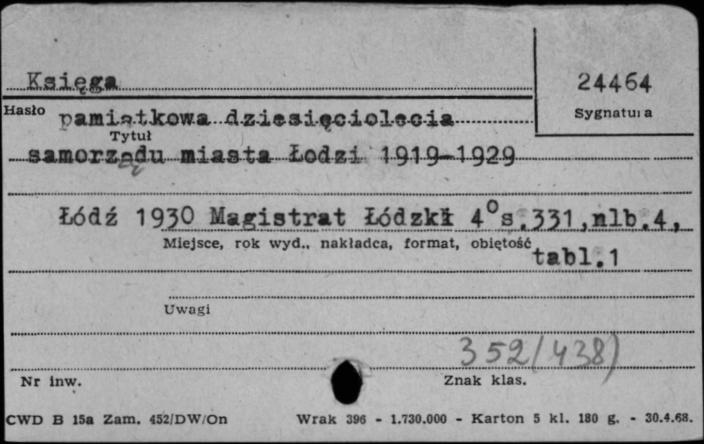 Księga
24464
Hasło
Sygnatura
pamiątkowa dziesięciolecia
Tytuł
samorządu miasta Łodzi 1919-1929
Łódź 1930 Magistrat Łódzki 4° s.331,nlb.4,
Miejsce, rok wyd., nakładca, format, objętość
tabl.1
Uwagi
352/438)
Nr inw.
Znak klas.
CWD B 15a Zam. 452/DW/On Wrak 396 - 1.730.000 - Karton 5 kl. 180 g. - 30.4.68.